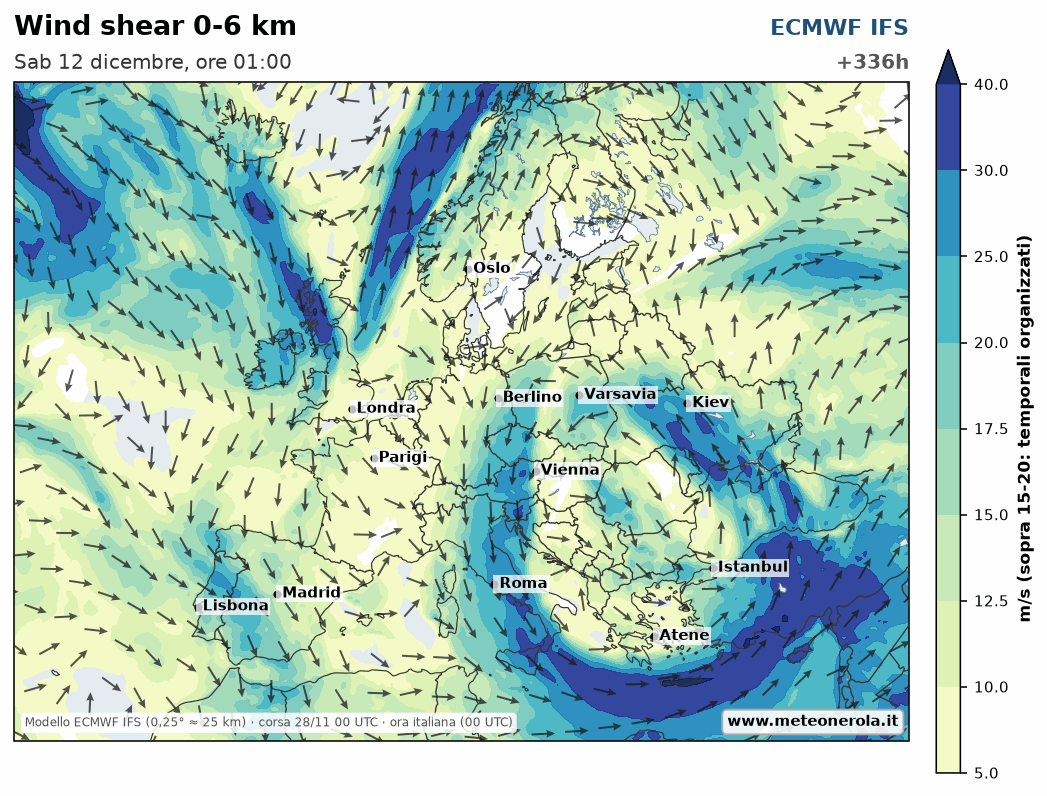 Wind shear 0-6 km
ECMWF IFS
Sab 12 dicembre, ore 01:00
+336h
40.0
30.0
25.0
20.0
17.5
15.0
12.5
10.0
5.0
m/s (sopra 15-20: temporali organizzati)
Oslo
Berlino
Varsavia
Kiev
Londra
Parigi
Vienna
Istanbul
Roma
Madrid
Lisbona
Atene
Modello ECMWF IFS (0,25° ≈ 25 km) · corsa 28/11 00 UTC · ora italiana (00 UTC)
www.meteonerola.it